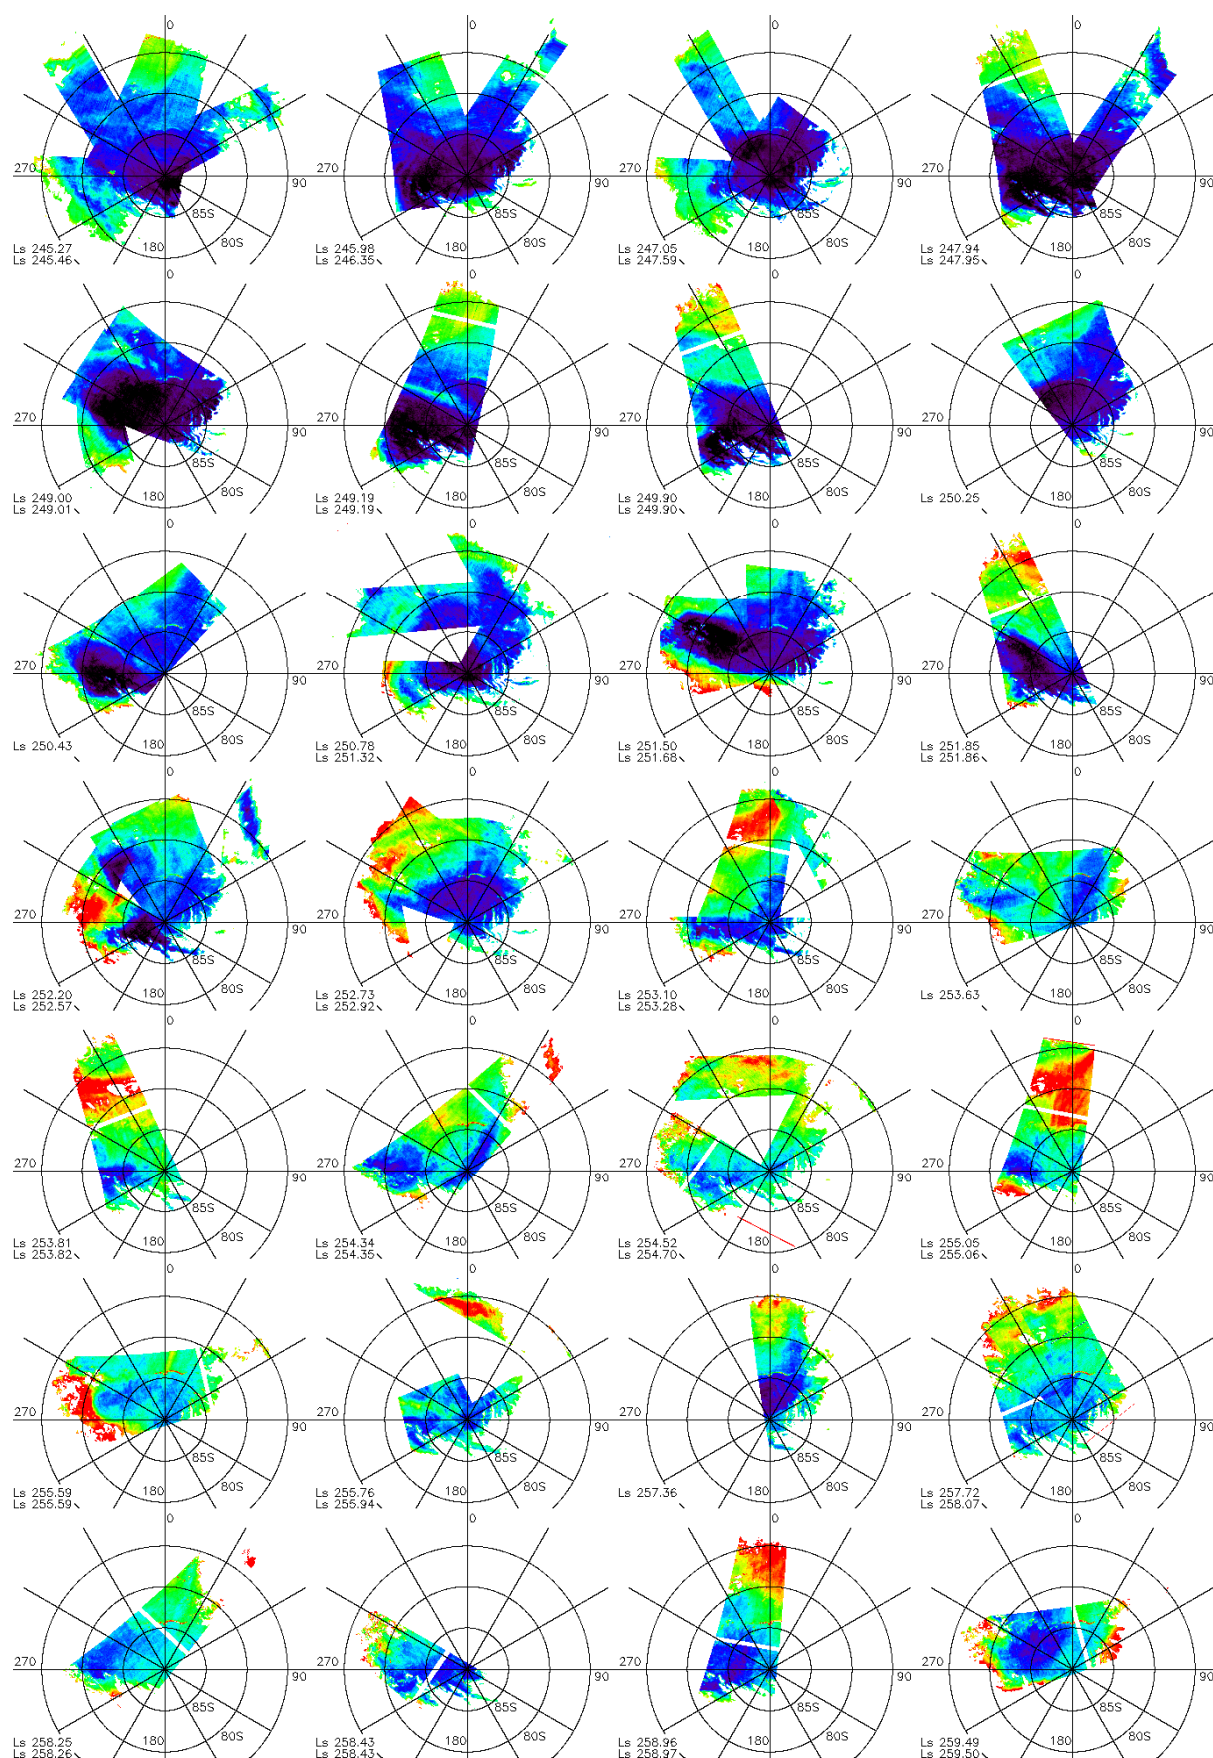 0 0 0 0
270 90 270 90 270 90 270 90
85S 85S 85S 85S
180 80S 180 80S 180 80S 180 80S
Ls 245.27 Ls 245.98 Ls 247.05 Ls 247.94
Ls 245.46 Ls 246.35 Ls 247.59 Ls 247.95
0 0 0 0
270 90 270 90 270 90 270 90
85S 85S 85S 85S
180 80S 180 80S 180 80S 180 80S
Ls 249.00 Ls 249.19 Ls 249.90 Ls 250.25
Ls 249.01 Ls 249.19 Ls 249.90
0 0 0 0
270 90 270 90 270 90 270 90
85S 85S 85S 85S
180 80S 180 80S 180 80S 180 80S
Ls 250.43 Ls 250.78 Ls 251.50 Ls 251.85
Ls 251.32 Ls 251.68 Ls 251.86
0 0 0 0
270 90 270 90 270 90 270 90
85S 85S 85S 85S
180 80S 180 80S 180 80S 180 80S
Ls 252.20 Ls 252.73 Ls 253.10 Ls 253.63
Ls 252.57 Ls 252.92 Ls 253.28
0 0 0 0
270 90 270 90 270 90 270 90
85S 85S 85S 85S
180 80S 180 80S 180 80S 180 80S
Ls 253.81 Ls 254.34 Ls 254.52 Ls 255.05
Ls 253.82 Ls 254.35 Ls 254.70 Ls 255.06
0 0 0 0
270 90 270 90 270 90 270 90
85S 85S 85S 85S
180 80S 180 80S 180 80S 180 80S
Ls 255.59 Ls 255.76 Ls 257.36 Ls 257.72
Ls 255.59 Ls 255.94 Ls 258.07
0 0 0 0
270 90 270 90 270 90 270 90
85S 85S 85S 85S
180 80S 180 80S 180 80S 180 80S
Ls 258.25 Ls 258.43 Ls 258.96 Ls 259.49
Ls 258.26 Ls 258.43 Ls 258.97 Ls 259.50